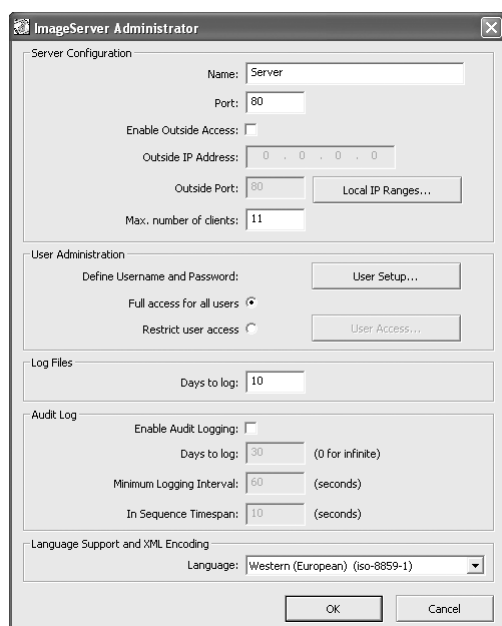 ImageServer Administrator
Server Configuration
Name: Server
Port: 80
Enable Outside Access:
Outside IP Address: 0 . 0 . 0 . 0
Outside Port: 80 Local IP Ranges...
Max. number of clients: 11
User Administration
Define Username and Password: User Setup...
Full access for all users
Restrict user access User Access...
Log Files
Days to log: 10
Audit Log
Enable Audit Logging:
Days to log: 30 (0 for infinite)
Minimum Logging Interval: 60 (seconds)
In Sequence Timespan: 10 (seconds)
Language Support and XML Encoding
Language: Western (European) (iso-8859-1)
OK Cancel